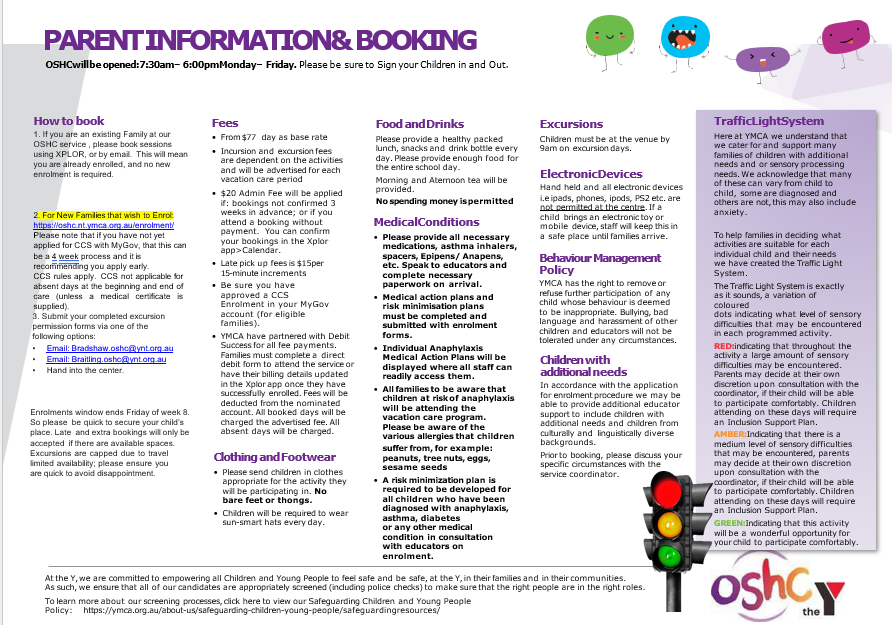 PARENT INFORMATION & BOOKING
OSHC will be opened: 7:30am – 6:00pm Monday – Friday. Please be sure to Sign your Children in and Out.
How to book
1. If you are an existing Family at our
OSHC service , please book sessions
using XPLOR, or by email. This will mean
you are already enrolled, and no new
enrolment is required.
2. For New Families that wish to Enrol:
https://oshc.nt.ymca.org.au/enrolment/
Please note that if you have not yet
applied for CCS with MyGov, that this can
be a 4 week process and it is
recommending you apply early.
CCS rules apply. CCS not applicable for
absent days at the beginning and end of
care (unless a medical certificate is
supplied).
3. Submit your completed excursion
permission forms via one of the
following options:
• Email: Bradshaw.oshc@ynt.org.au
• Email: Braitling.oshc@ynt.org.au
• Hand into the center.
Enrolments window ends Friday of week 8.
So please be quick to secure your child's
place. Late and extra bookings will only be
accepted if there are available spaces.
Excursions are capped due to travel
limited availability; please ensure you
are quick to avoid disappointment.
Fees
• From $77 day as base rate
• Incursion and excursion fees
are dependent on the activities
and will be advertised for each
vacation care period
• $20 Admin Fee will be applied
if: bookings not confirmed 3
weeks in advance; or if you
attend a booking without
payment. You can confirm
your bookings in the Xplor
app>Calendar.
• Late pick up fees is $15per
15-minute increments
• Be sure you have
approved a CCS
Enrolment in your MyGov
account (for eligible
families).
• YMCA have partnered with Debit
Success for all fee payments.
Families must complete a direct
debit form to attend the service or
have their billing details updated
in the Xplor app once they have
successfully enrolled. Fees will be
deducted from the nominated
account. All booked days will be
charged the advertised fee. All
absent days will be charged.
Clothing and Footwear
• Please send children in clothes
appropriate for the activity they
will be participating in. No
bare feet or thongs.
• Children will be required to wear
sun-smart hats every day.
Food and Drinks
Please provide a healthy packed
lunch, snacks and drink bottle every
day. Please provide enough food for
the entire school day.
Morning and Aternoon tea will be
provided.
No spending money is permitted
Medical Conditions
• Please provide all necessary
medications, asthma inhalers,
spacers, Epipens/ Anapens,
etc. Speak to educators and
complete necessary
paperwork on arrival.
• Medical action plans and
risk minimisation plans
must be completed and
submitted with enrolment
forms.
• Individual Anaphylaxis
Medical Action Plans will be
displayed where all staff can
readily access them.
• All families to be aware that
children at risk of anaphylaxis
will be attending the
vacation care program.
Please be aware of the
various allergies that children
suffer from, for example:
peanuts, tree nuts, eggs,
sesame seeds
• A risk minimization plan is
required to be developed for
all children who have been
diagnosed with anaphylaxis,
asthma, diabetes
or any other medical
condition in consultation
with educators on
enrolment.
Excursions
Children must be at the venue by
9am on excursion days.
Electronic Devices
Hand held and all electronic devices
i.e ipads, phones, ipods, PS2 etc. are
not permitted at the centre. If a
child brings an electronic toy or
mobile device, staff will keep this in
a safe place until families arrive.
Behaviour Management
Policy
YMCA has the right to remove or
refuse further participation of any
child whose behaviour is deemed
to be inappropriate. Bullying, bad
language and harassment of other
children and educators will not be
tolerated under any circumstances.
Children with
additional needs
In accordance with the application
for enrolment procedure we may be
able to provide additional educator
support to include children with
additional needs and children from
culturally and linguistically diverse
backgrounds.
Prior to booking, please discuss your
specific circumstances with the
service coordinator.
Traffic Light System
Here at YMCA we understand that
we cater for and support many
families of children with additional
needs and or sensory processing
needs. We acknowledge that many
of these can vary from child to
child, some are diagnosed and
others are not, this may also include
anxiety.
To help families in deciding what
activities are suitable for each
individual child and their needs
we have created the Traffic Light
System.
The Traffic Light System is exactly
as it sounds, a variation of
coloured
dots indicating what level of sensory
difficulties that may be encountered
in each programmed activity.
RED: indicating that throughout the
activity a large amount of sensory
difficulties may be encountered.
Parents may decide at their own
discretion upon consultation with the
coordinator, if their child will be able
to participate comfortably. Children
attending on these days will require
an Inclusion Support Plan.
AMBER: Indicating that there is a
medium level of sensory difficulties
that may be encountered, parents
may decide at their own discretion
upon consultation with the
coordinator, if their child will be able
to participate comfortably. Children
attending on these days will require
an Inclusion Support Plan.
GREEN: Indicating that this activity
will be a wonderful opportunity for
your child to participate comfortably.
At the Y, we are committed to empowering all Children and Young People to feel safe and be safe, at the Y, in their families and in their communities.
As such, we ensure that all of our candidates are appropriately screened (including police checks) to make sure that the right people are in the right roles.
To learn more about our screening processes, click here to view our Safeguarding Children and Young People
Policy: https://ymca.org.au/about-us/safeguarding-children-young-people/safeguardingresources/
oshc
the Y